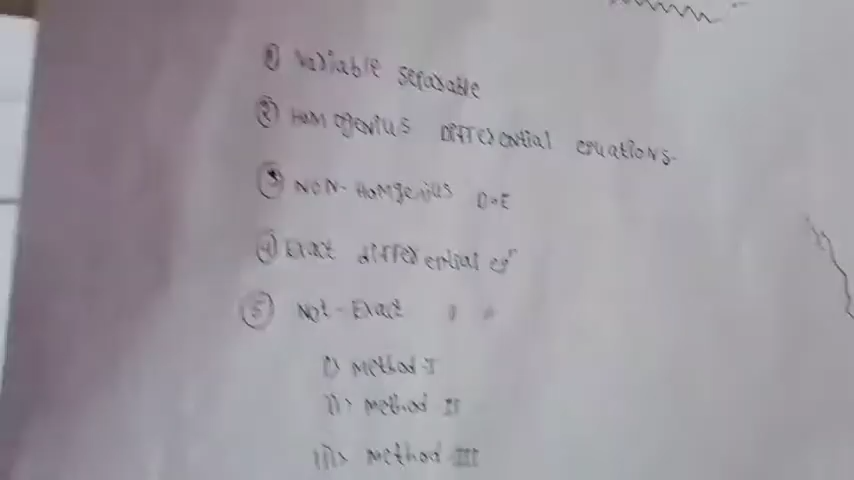 ① Variable separable
② Homogenius Differential equations.
③ NON-Homgenius D.E
④ Exact differential eqⁿ
⑤ Not-Exact " "
i) Method-I
ii) method II
iii) method III